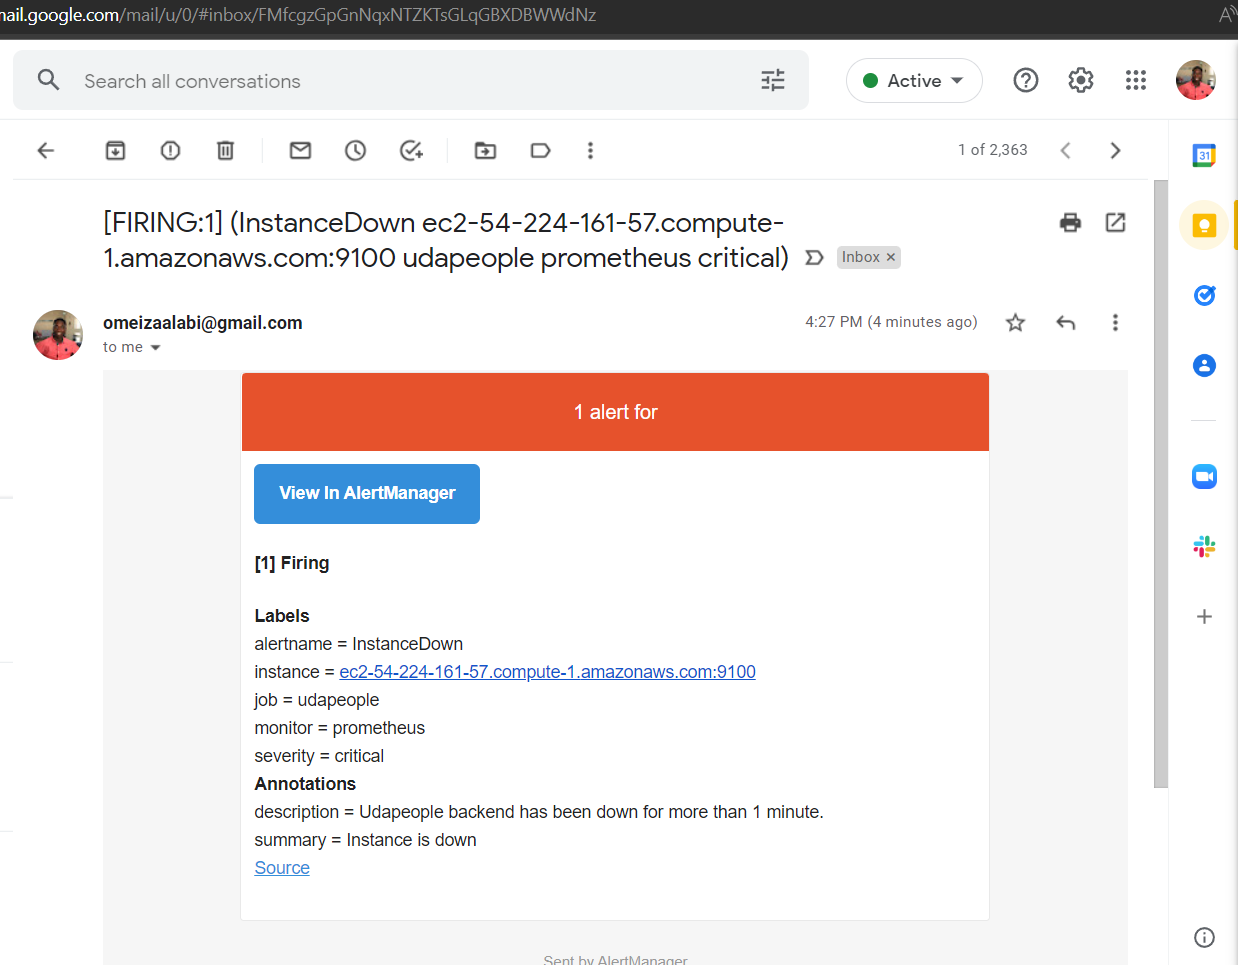 mail.google.com/mail/u/0/#inbox/FMfcgzGpGnNqxNTZKTsGLqGBXDBWWdNz
Search all conversations
Active
1 of 2,363
[FIRING:1] (InstanceDown ec2-54-224-161-57.compute-
1.amazonaws.com:9100 udapeople prometheus critical)
Inbox ×
omeizaalabi@gmail.com
4:27 PM (4 minutes ago)
to me
31
1 alert for
View In AlertManager
[1] Firing
Labels
alertname = InstanceDown
instance = ec2-54-224-161-57.compute-1.amazonaws.com:9100
job = udapeople
monitor = prometheus
severity = critical
Annotations
description = Udapeople backend has been down for more than 1 minute.
summary = Instance is down
Source
Sent by AlertManager